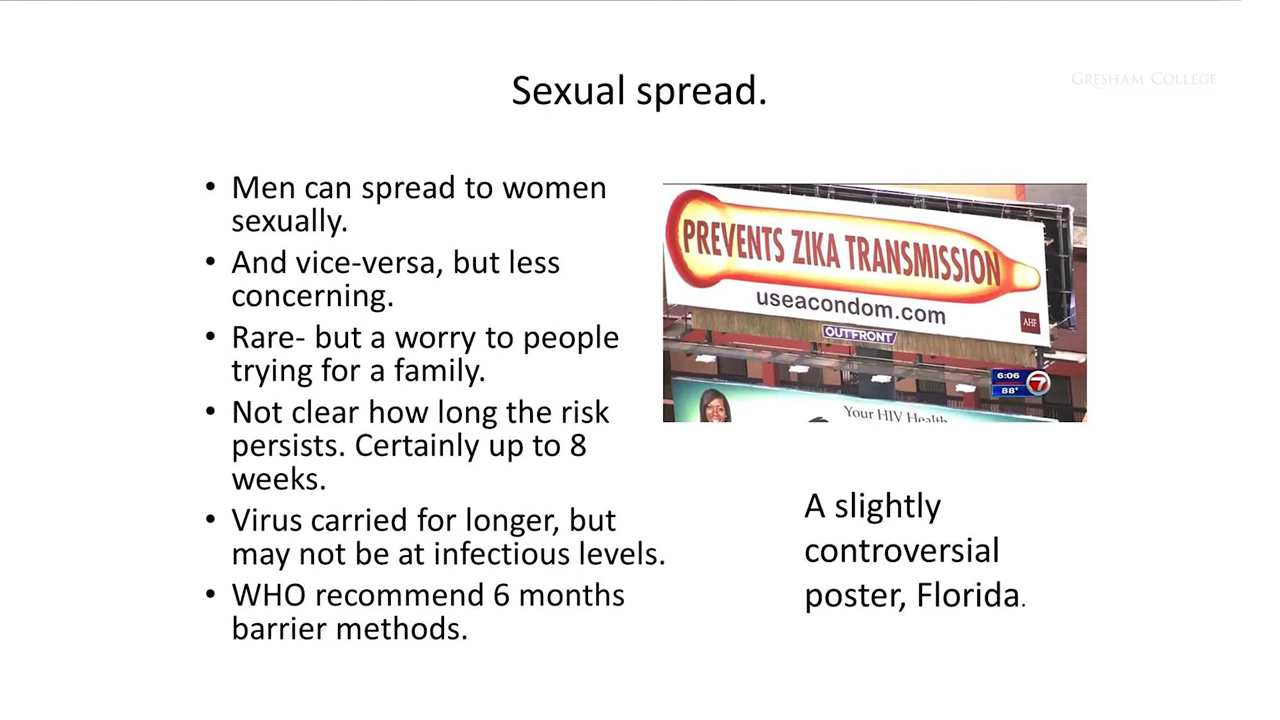 GRESHAM COLLEGE
Sexual spread.
• Men can spread to women
sexually.
• And vice-versa, but less
concerning.
• Rare- but a worry to people
trying for a family.
• Not clear how long the risk
persists. Certainly up to 8
weeks.
• Virus carried for longer, but
may not be at infectious levels.
• WHO recommend 6 months
barrier methods.
PREVENTS ZIKA TRANSMISSION
useacondom.com
AHF
OUTFRONT
6:06
7
88°
Your HIV Health
A slightly
controversial
poster, Florida.